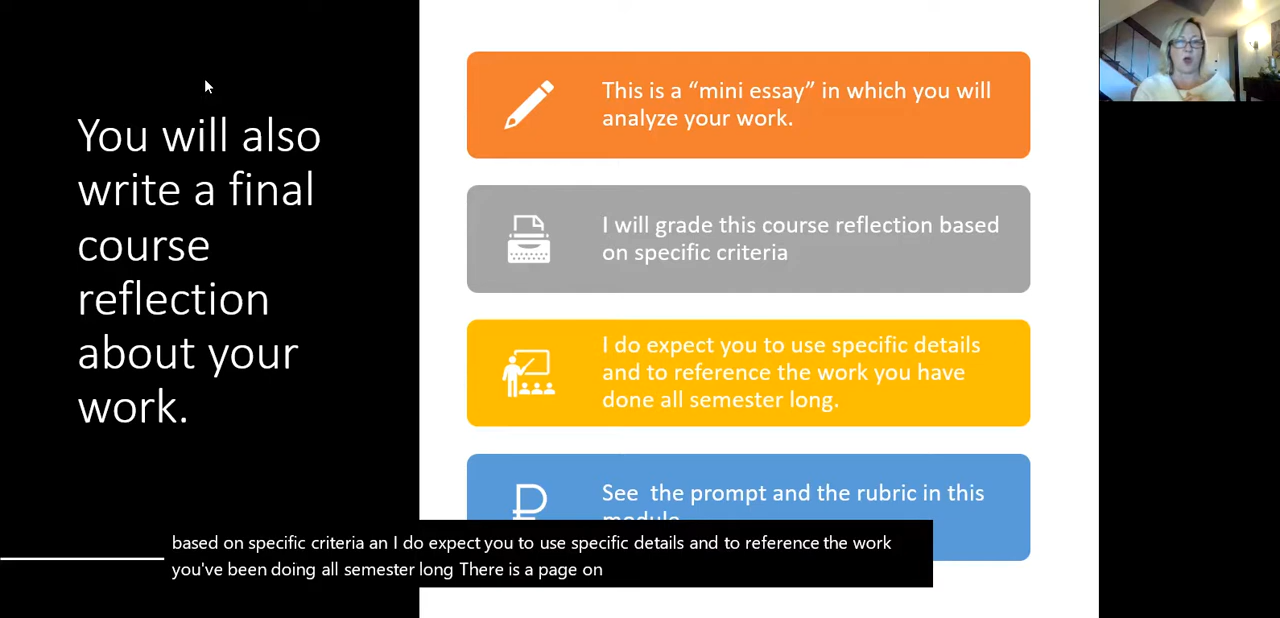 You will also
write a final
course
reflection
about your
work.
This is a “mini essay” in which you will
analyze your work.
I will grade this course reflection based
on specific criteria
I do expect you to use specific details
and to reference the work you have
done all semester long.
See the prompt and the rubric in this
module
based on specific criteria an I do expect you to use specific details and to reference the work
you've been doing all semester long There is a page on